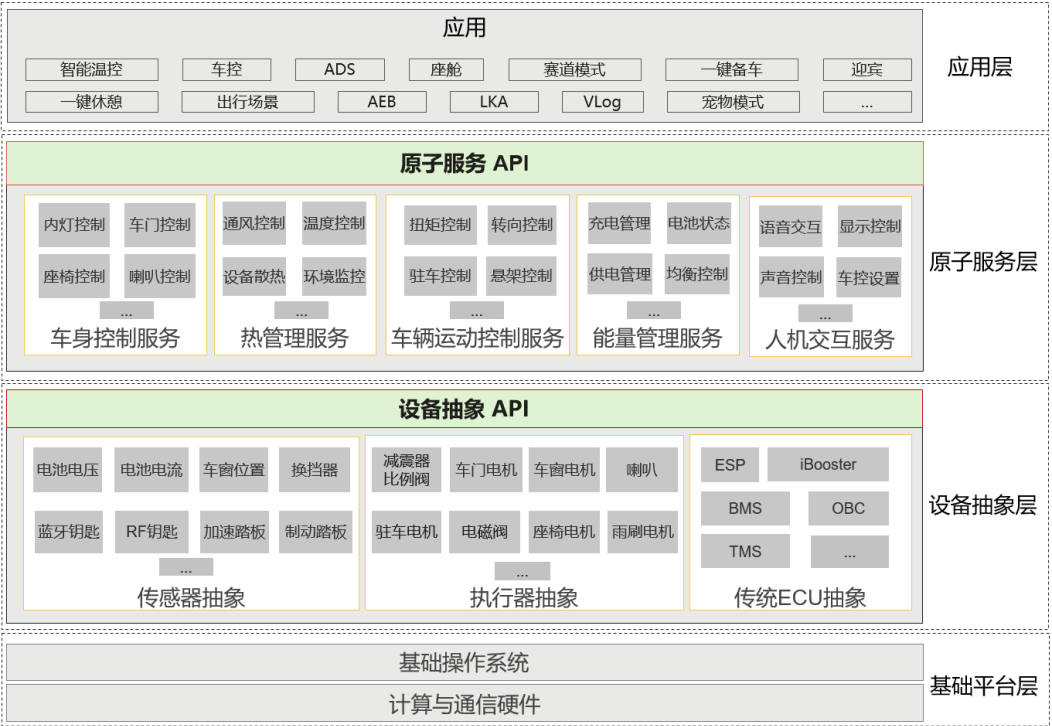 应用
智能温控 车控 ADS 座舱 赛道模式 一键备车 迎宾
一键休憩 出行场景 AEB LKA VLog 宠物模式 ...
应用层
原子服务 API
内灯控制 车门控制
座椅控制 喇叭控制
...
车身控制服务
通风控制 温度控制
设备散热 环境监控
...
热管理服务
扭矩控制 转向控制
驻车控制 悬架控制
...
车辆运动控制服务
充电管理 电池状态
供电管理 均衡控制
...
能量管理服务
语音交互 显示控制
声音控制 车控设置
...
人机交互服务
原子服务层
设备抽象 API
电池电压 电池电流 车窗位置 换挡器
蓝牙钥匙 RF钥匙 加速踏板 制动踏板
...
传感器抽象
减震器
比例阀
车门电机 车窗电机 喇叭
驻车电机 电磁阀 座椅电机 雨刷电机
...
执行器抽象
ESP iBooster
BMS OBC
TMS ...
传统ECU抽象
设备抽象层
基础操作系统
计算与通信硬件
基础平台层